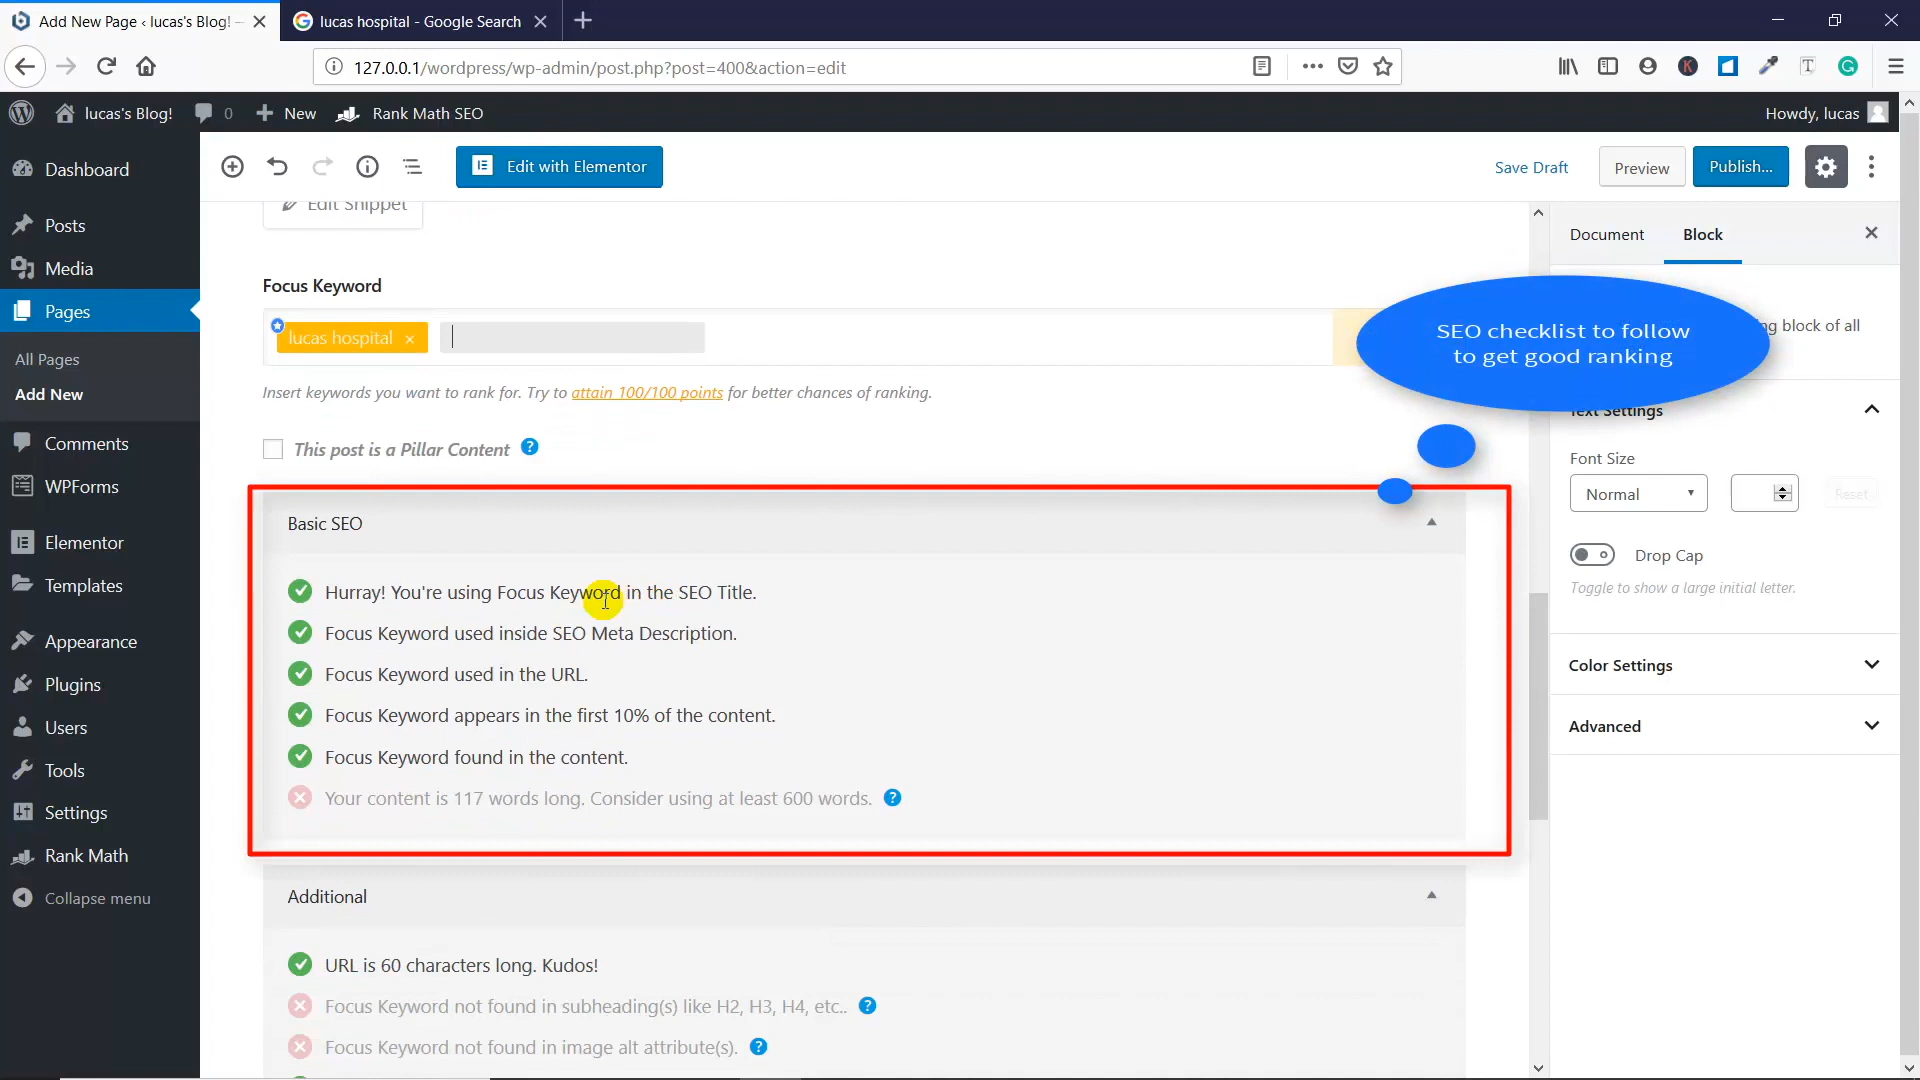 Add New Page ‹ lucas's Blog! –
lucas hospital - Google Search
127.0.0.1/wordpress/wp-admin/post.php?post=400&action=edit
lucas's Blog!
0
New
Rank Math SEO
Howdy, lucas
Dashboard
Posts
Media
Pages
All Pages
Add New
Comments
WPForms
Elementor
Templates
Appearance
Plugins
Users
Tools
Settings
Rank Math
Collapse menu
Edit with Elementor
Save Draft
Preview
Publish...
Edit Snippet
Focus Keyword
lucas hospital ×
Insert keywords you want to rank for. Try to attain 100/100 points for better chances of ranking.
This post is a Pillar Content
Basic SEO
Hurray! You're using Focus Keyword in the SEO Title.
Focus Keyword used inside SEO Meta Description.
Focus Keyword used in the URL.
Focus Keyword appears in the first 10% of the content.
Focus Keyword found in the content.
Your content is 117 words long. Consider using at least 600 words.
Additional
URL is 60 characters long. Kudos!
Focus Keyword not found in subheading(s) like H2, H3, H4, etc..
Focus Keyword not found in image alt attribute(s).
Document
Block
SEO checklist to follow
to get good ranking
block of all
Text Settings
Font Size
Normal
Reset
Drop Cap
Toggle to show a large initial letter.
Color Settings
Advanced